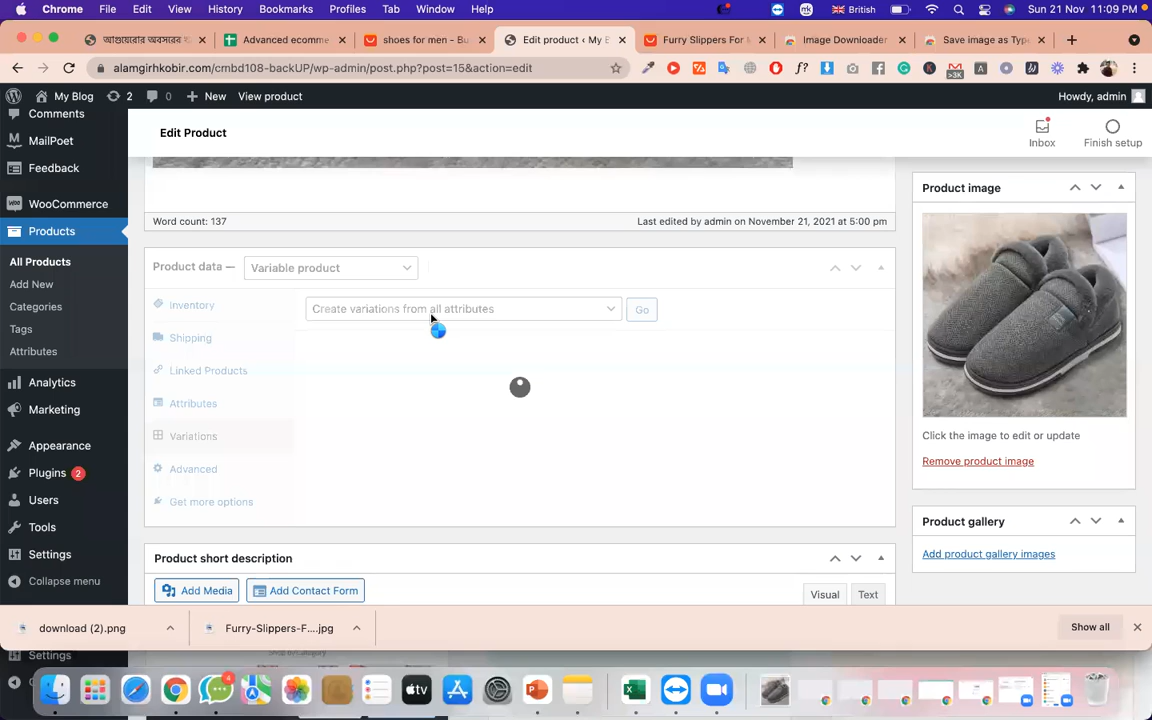 Chrome File Edit View History Bookmarks Profiles Tab Window Help British Sun 21 Nov 11:09 PM
আগুয়েরোর অবসরের হ Advanced ecomme shoes for men - Bu Edit product ‹ My B Furry Slippers For M Image Downloader Save image as Type
alamgirhkobir.com/cmbd108-backUP/wp-admin/post.php?post=15&action=edit
My Blog 2 0 New View product Howdy, admin
Comments
MailPoet
Feedback
WooCommerce
Products
All Products
Add New
Categories
Tags
Attributes
Analytics
Marketing
Appearance
Plugins 2
Users
Tools
Settings
Collapse menu
Settings
Edit Product
Inbox Finish setup
Word count: 137 Last edited by admin on November 21, 2021 at 5:00 pm
Product data — Variable product
Inventory
Shipping
Linked Products
Attributes
Variations
Advanced
Get more options
Create variations from all attributes Go
Product short description
Add Media Add Contact Form Visual Text
Product image
Click the image to edit or update
Remove product image
Product gallery
Add product gallery images
download (2).png Furry-Slippers-F....jpg Show all